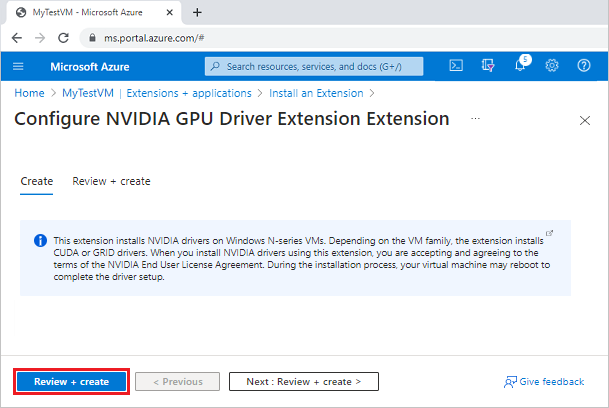 MyTestVM - Microsoft Azure
ms.portal.azure.com/#
Microsoft Azure
Search resources, services, and docs (G+/)
5
Home > MyTestVM | Extensions + applications > Install an Extension >
Configure NVIDIA GPU Driver Extension Extension ...
Create Review + create
This extension installs NVIDIA drivers on Windows N-series VMs. Depending on the VM family, the extension installs
CUDA or GRID drivers. When you install NVIDIA drivers using this extension, you are accepting and agreeing to the
terms of the NVIDIA End User License Agreement. During the installation process, your virtual machine may reboot to
complete the driver setup.
Review + create < Previous Next : Review + create > Give feedback